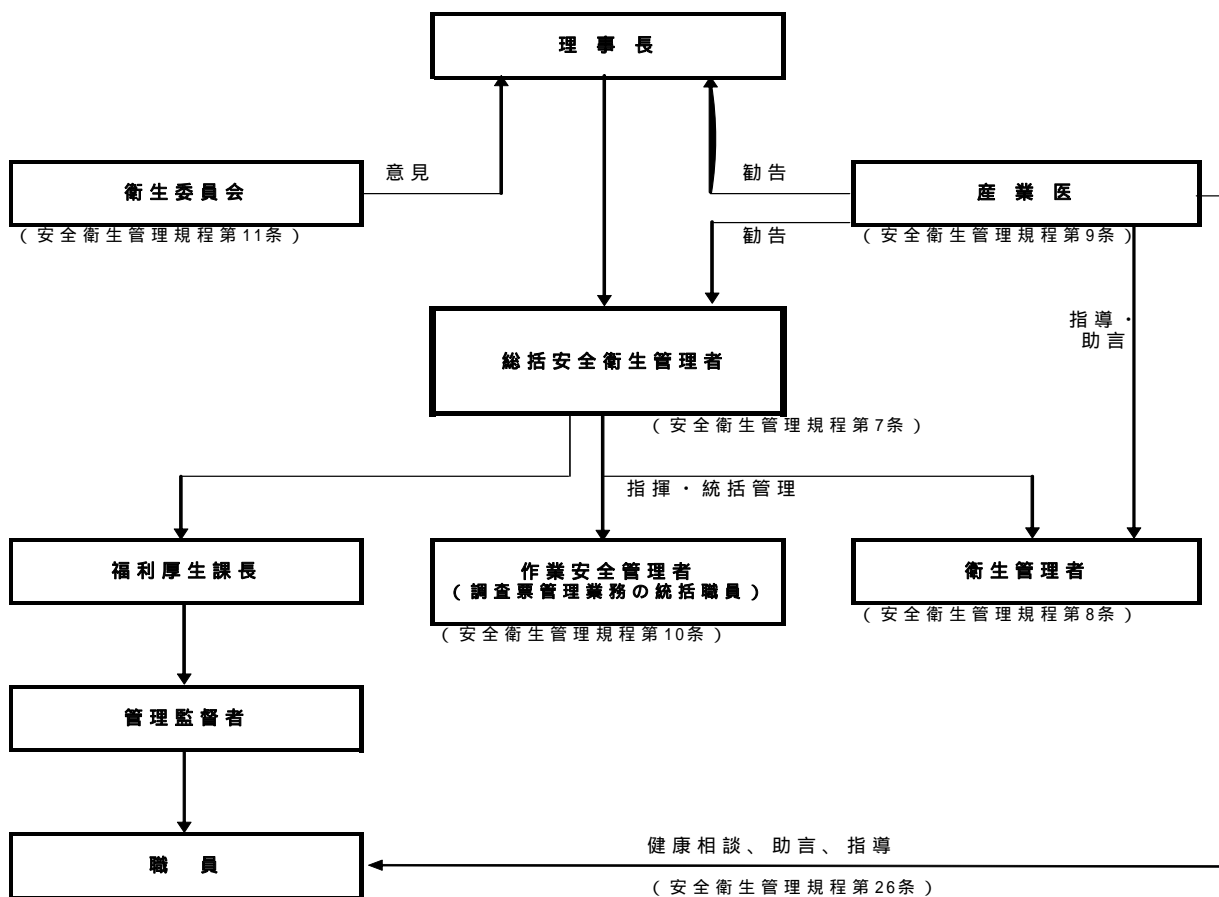 理事長
意見
勧告
衛生委員会
産業医
(安全衛生管理規程第11条)
勧告
(安全衛生管理規程第9条)
指導・
助言
総括安全衛生管理者
(安全衛生管理規程第7条)
指揮・統括管理
福利厚生課長
作業安全管理者
(調査票管理業務の統括職員)
衛生管理者
(安全衛生管理規程第10条)
(安全衛生管理規程第8条)
管理監督者
健康相談、助言、指導
職員
(安全衛生管理規程第26条)